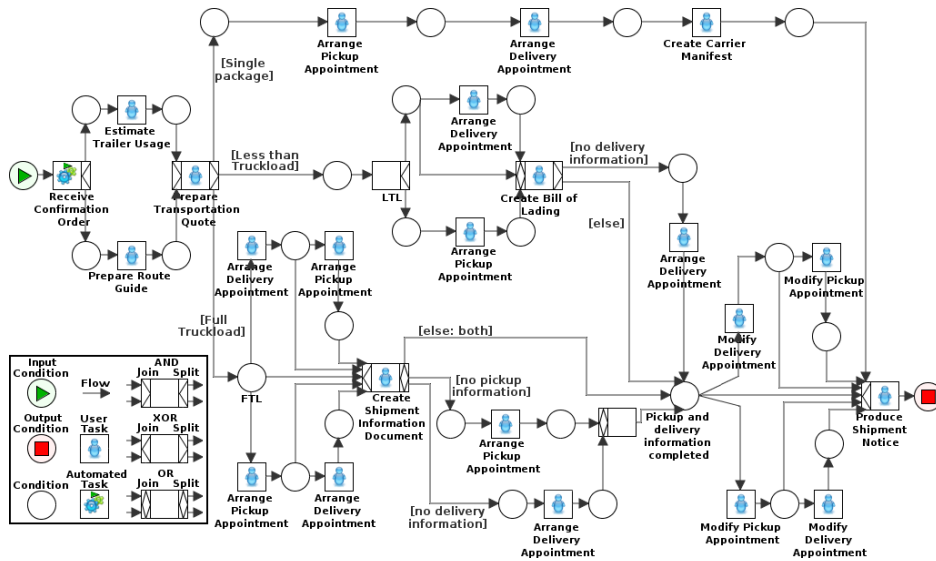 Arrange
Pickup
Appointment
Arrange
Delivery
Appointment
Create Carrier
Manifest
[Single
package]
Estimate
Trailer Usage
Receive
Confirmation
Order
Prepare
Transportation
Quote
Prepare Route
Guide
[Less than
Truckload]
LTL
Arrange
Delivery
Appointment
Arrange
Pickup
Appointment
Create Bill of
Lading
[no delivery
information]
[else]
Arrange
Delivery
Appointment
Arrange
Delivery
Appointment
Arrange
Pickup
Appointment
[Full
Truckload]
FTL
Arrange
Pickup
Appointment
Arrange
Delivery
Appointment
Create
Shipment
Information
Document
[else: both]
[no pickup
information]
Arrange
Pickup
Appointment
[no delivery
information]
Arrange
Delivery
Appointment
Pickup and
delivery
information
completed
Modify
Delivery
Appointment
Modify Pickup
Appointment
Modify Pickup
Appointment
Modify
Delivery
Appointment
Produce
Shipment
Notice
Input
Condition
Flow
AND
Join Split
Output
Condition
User
Task
XOR
Join Split
Condition
Automated
Task
OR
Join Split